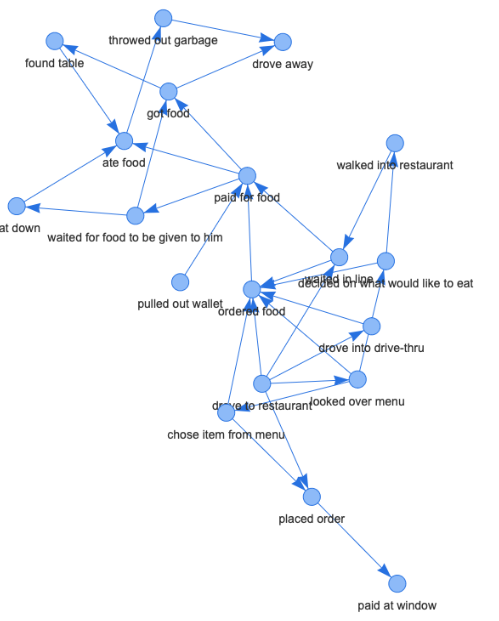 throwed out garbage
found table
drove away
got food
ate food
walked into restaurant
paid for food
at down
waited for food to be given to him
waited in line
decided on what would like to eat
pulled out wallet
ordered food
drove into drive-thru
drove to restaurant
looked over menu
chose item from menu
placed order
paid at window